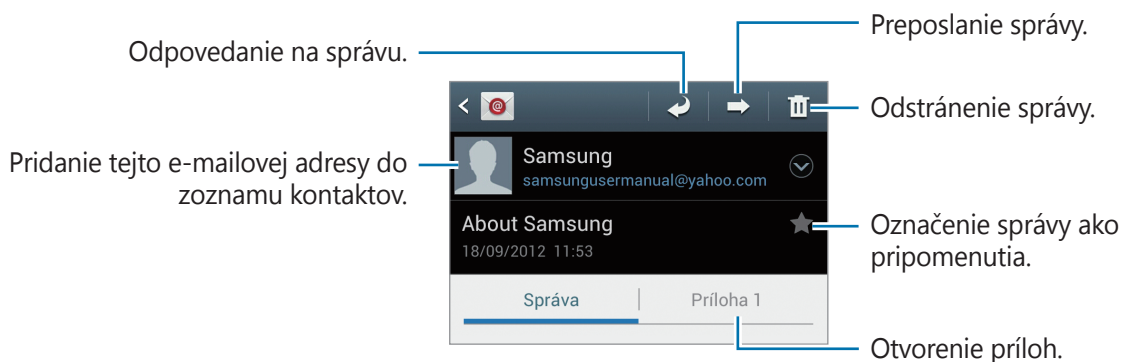 Preposlanie správy.
Odpovedanie na správu.
Odstránenie správy.
Samsung
samsungusermanual@yahoo.com
Pridanie tejto e-mailovej adresy do
zoznamu kontaktov.
About Samsung
18/09/2012 11:53
Označenie správy ako
pripomenutia.
Správa
Príloha 1
Otvorenie príloh.